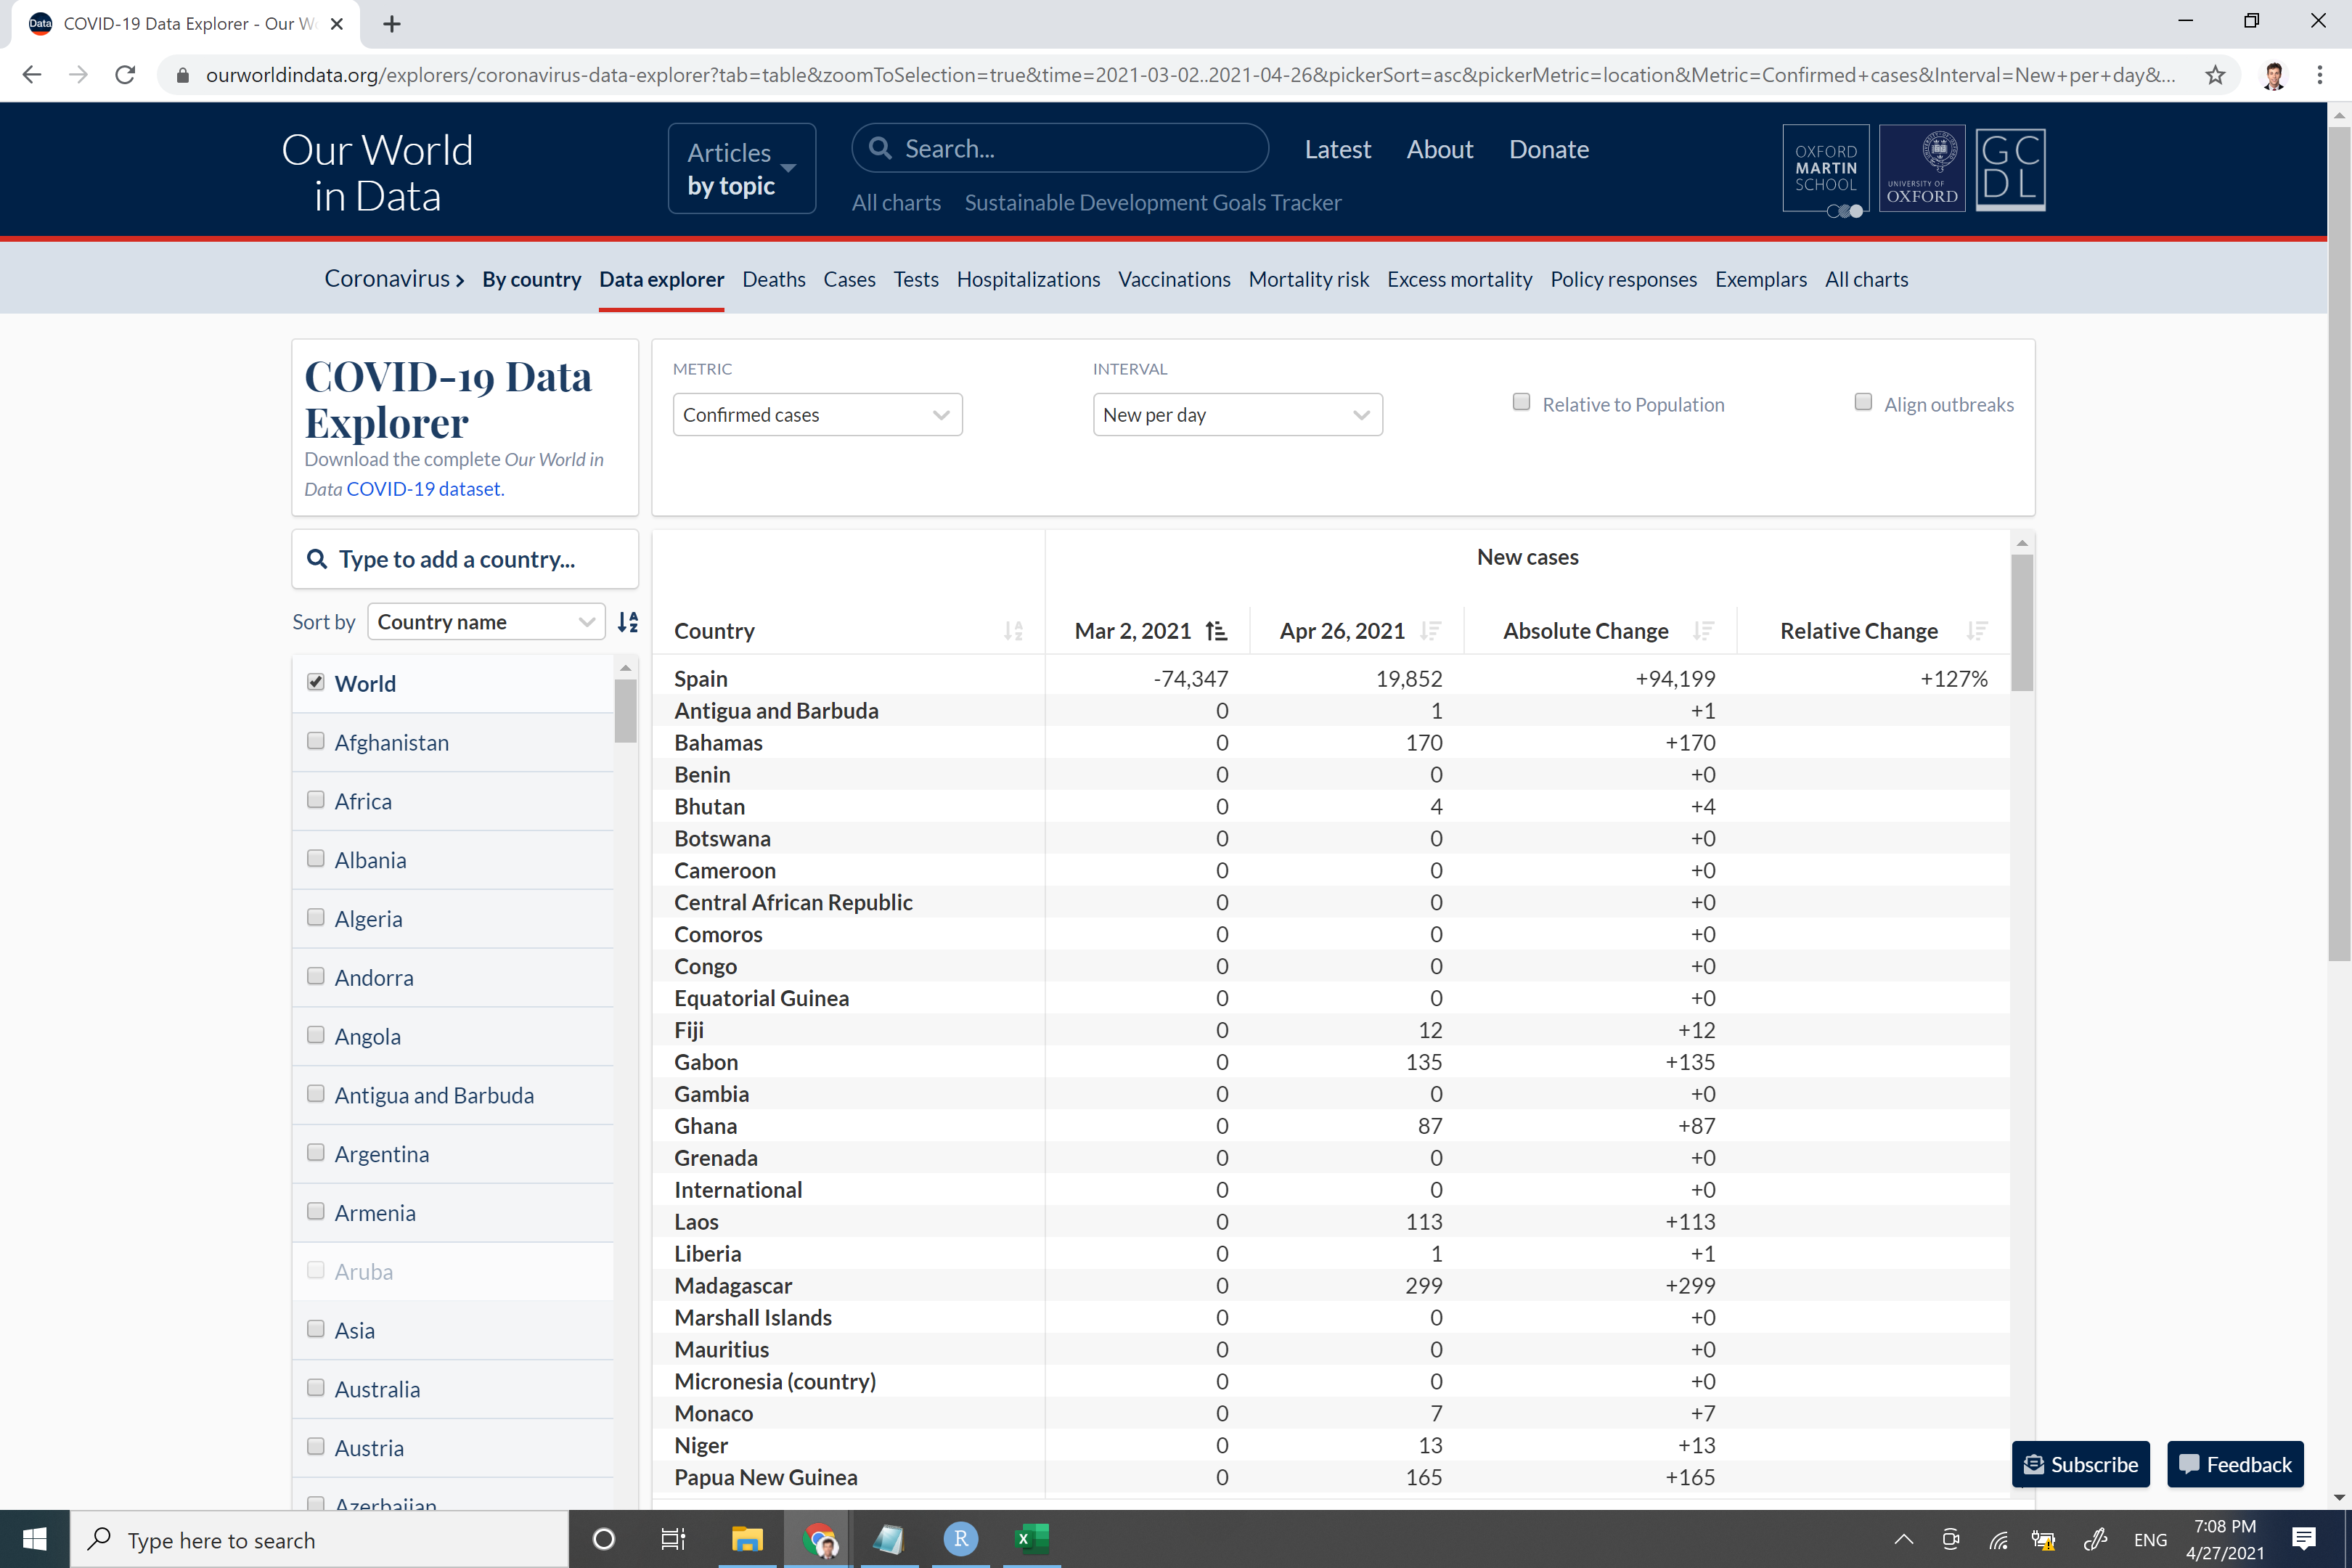 Data COVID-19 Data Explorer - Our W
ourworldindata.org/explorers/coronavirus-data-explorer?tab=table&zoomToSelection=true&time=2021-03-02..2021-04-26&pickerSort=asc&pickerMetric=location&Metric=Confirmed+cases&Interval=New+per+day&...
Our World
in Data
Articles
by topic
Search...
Latest About Donate
All charts Sustainable Development Goals Tracker
OXFORD
MARTIN
SCHOOL
UNIVERSITY OF
OXFORD
GC
DL
Coronavirus By country Data explorer Deaths Cases Tests Hospitalizations Vaccinations Mortality risk Excess mortality Policy responses Exemplars All charts
COVID-19 Data
Explorer
Download the complete Our World in
Data COVID-19 dataset.
METRIC
Confirmed cases
INTERVAL
New per day
Relative to Population
Align outbreaks
Type to add a country...
Sort by Country name
World
Afghanistan
Africa
Albania
Algeria
Andorra
Angola
Antigua and Barbuda
Argentina
Armenia
Aruba
Asia
Australia
Austria
Azerbaijan
New cases
Country Mar 2, 2021 Apr 26, 2021 Absolute Change Relative Change
Spain -74,347 19,852 +94,199 +127%
Antigua and Barbuda 0 1 +1
Bahamas 0 170 +170
Benin 0 0 +0
Bhutan 0 4 +4
Botswana 0 0 +0
Cameroon 0 0 +0
Central African Republic 0 0 +0
Comoros 0 0 +0
Congo 0 0 +0
Equatorial Guinea 0 0 +0
Fiji 0 12 +12
Gabon 0 135 +135
Gambia 0 0 +0
Ghana 0 87 +87
Grenada 0 0 +0
International 0 0 +0
Laos 0 113 +113
Liberia 0 1 +1
Madagascar 0 299 +299
Marshall Islands 0 0 +0
Mauritius 0 0 +0
Micronesia (country) 0 0 +0
Monaco 0 7 +7
Niger 0 13 +13
Papua New Guinea 0 165 +165
Subscribe Feedback
Type here to search
R
X
ENG
7:08 PM
4/27/2021